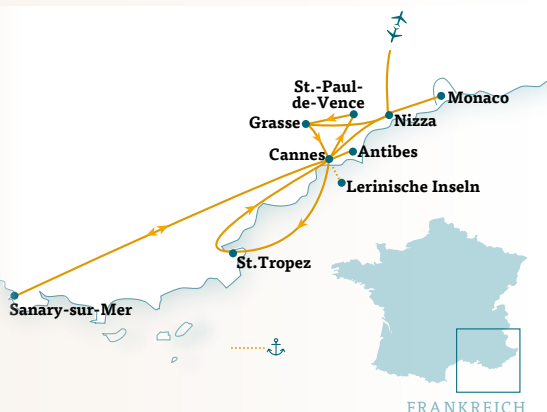 St.-Paul-
de-Vence
Monaco
Grasse
Nizza
Cannes
Antibes
Lerinische Inseln
St.Tropez
Sanary-sur-Mer
FRANKREICH